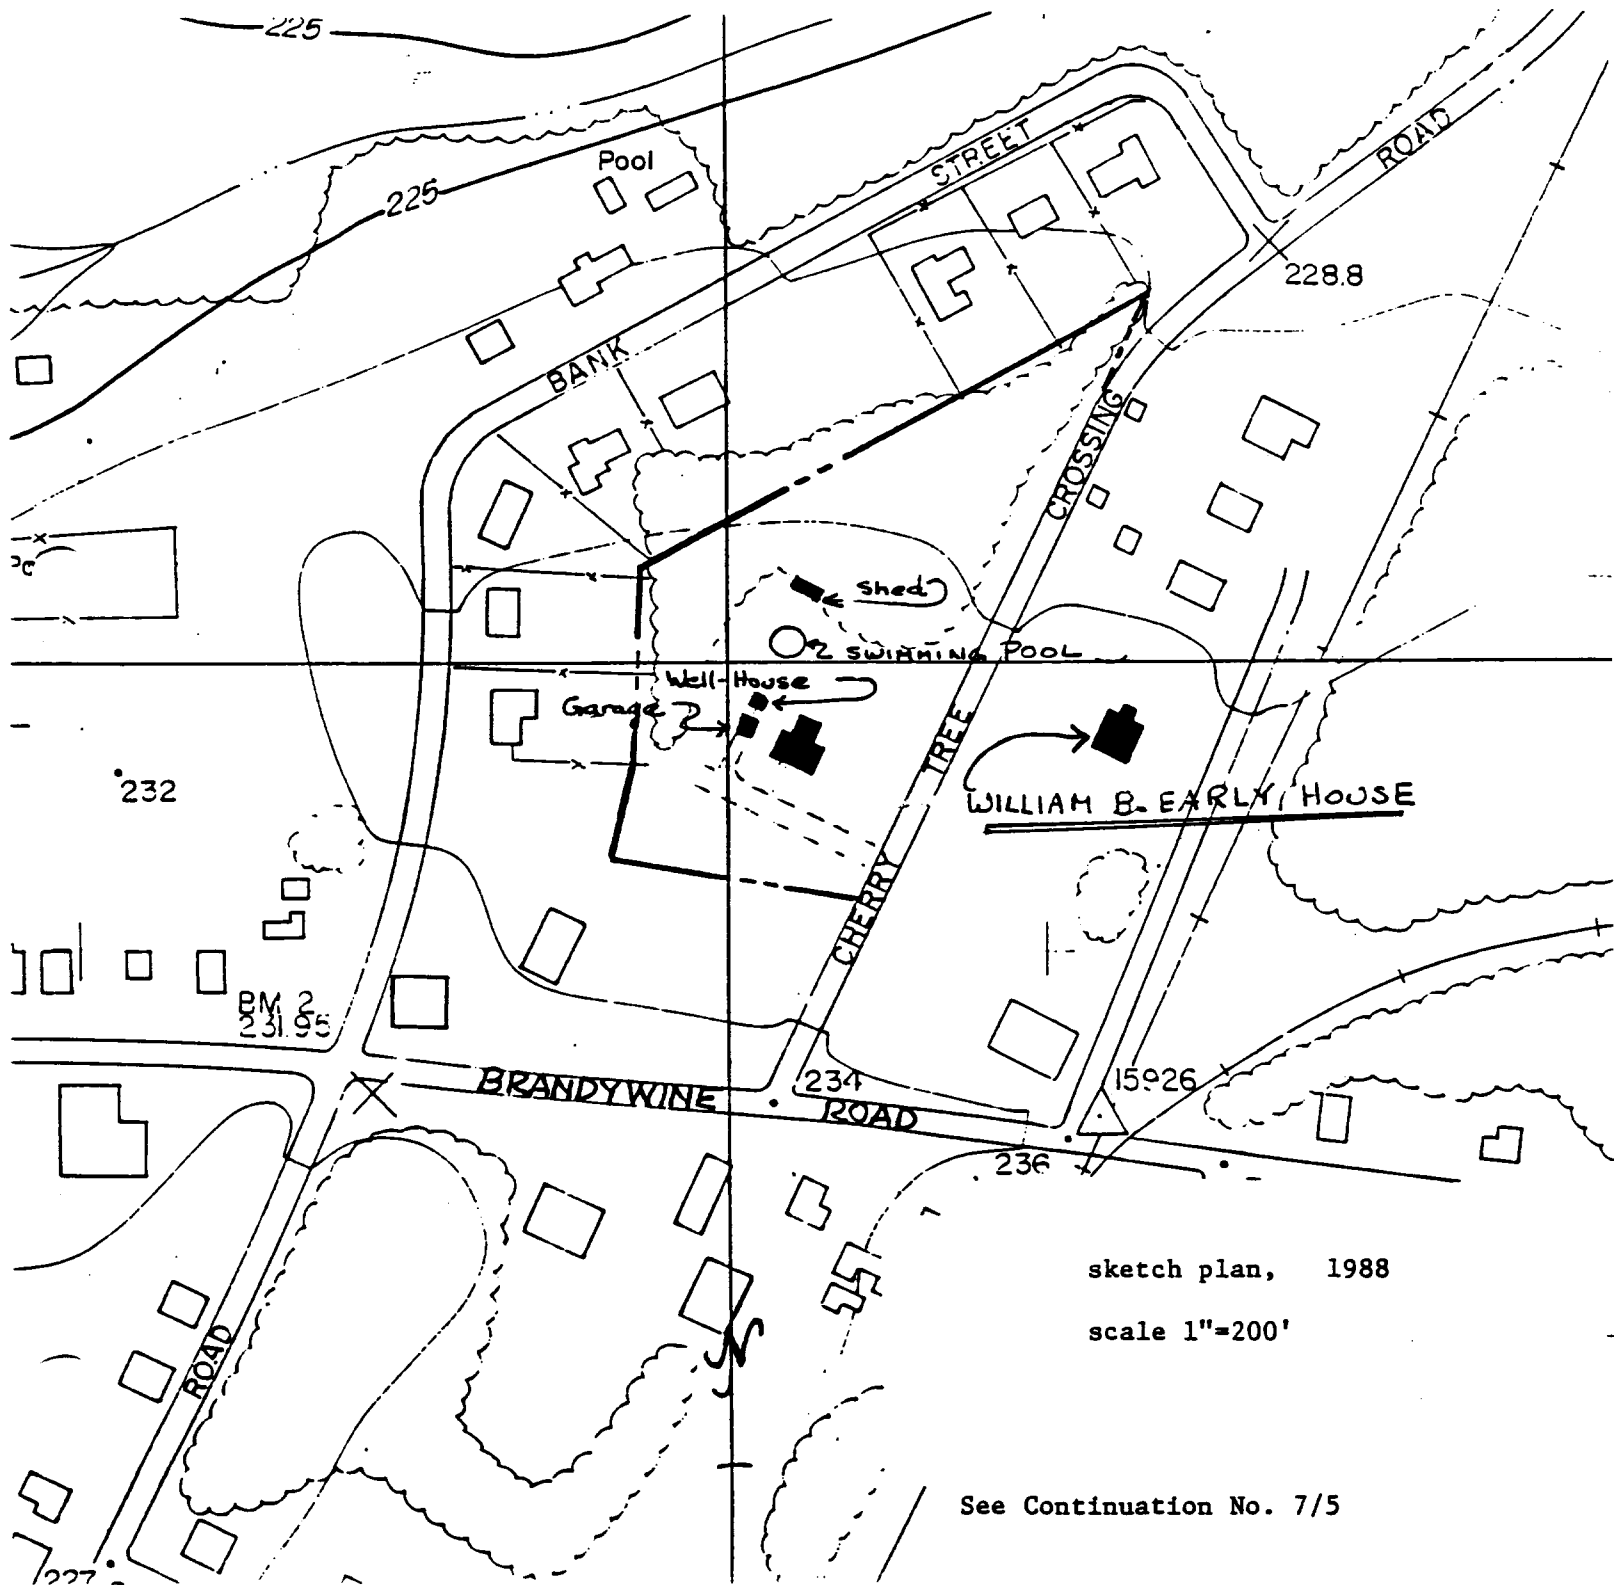 225
STREET
ROAD
Pool
225
228.8
BANK
CROSSING
shed
SWIMMING POOL
Well-House
Garage
TREE
232
WILLIAM B. EARLY HOUSE
CHERRY
BM 2
231.95
BRANDYWINE ROAD
234
15926
236
sketch plan, 1988
scale 1"=200'
N
ROAD
See Continuation No. 7/5
227